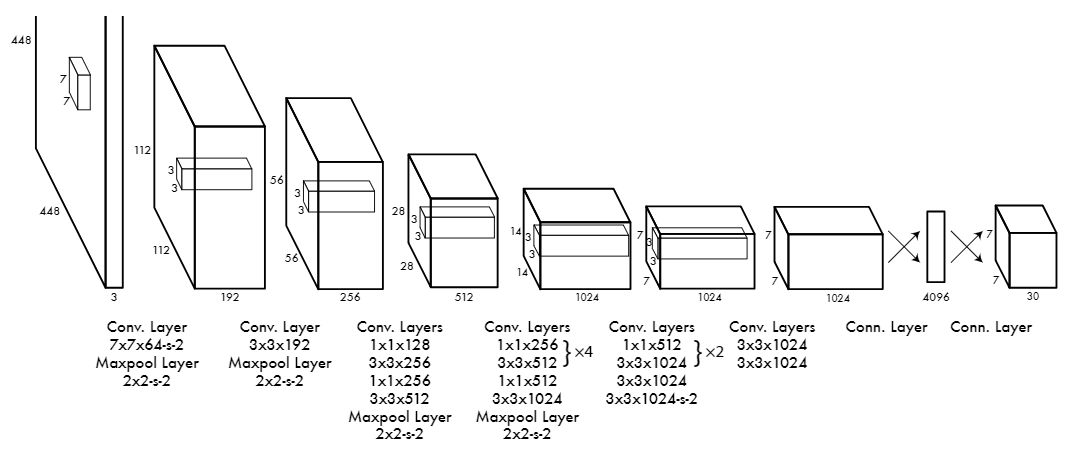 448
7
7
448
3
112
3
3
112
192
56
3
3
56
256
28
3
3
28
512
14
3
3
14
1024
7
3
3
7
1024
7
7
1024
4096
7
7
30
Conv. Layer
7x7x64-s-2
Maxpool Layer
2x2-s-2
Conv. Layer
3x3x192
Maxpool Layer
2x2-s-2
Conv. Layers
1x1x128
3x3x256
1x1x256
3x3x512
Maxpool Layer
2x2-s-2
Conv. Layers
1x1x256
3x3x512
}×4
1x1x512
3x3x1024
Maxpool Layer
2x2-s-2
Conv. Layers
1x1x512
3x3x1024
}×2
3x3x1024
3x3x1024-s-2
Conv. Layers
3x3x1024
3x3x1024
Conn. Layer
Conn. Layer